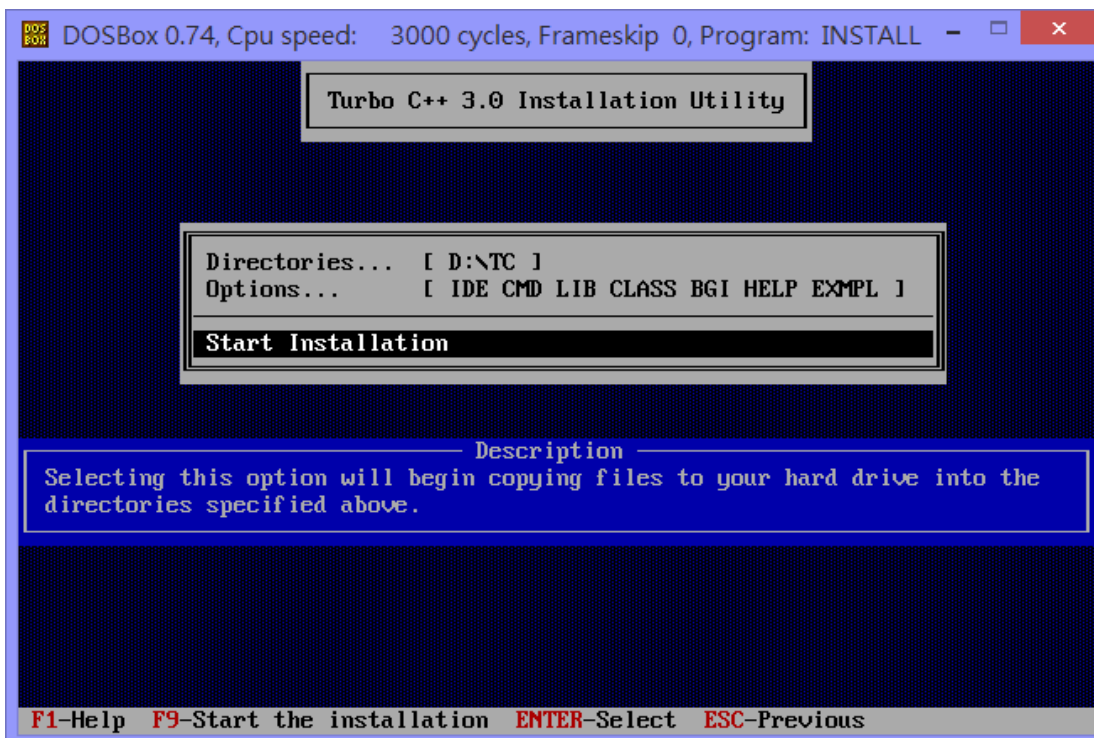 DOS BOX DOSBox 0.74, Cpu speed: 3000 cycles, Frameskip 0, Program: INSTALL
Turbo C++ 3.0 Installation Utility
Directories... [ D:\TC ]
Options... [ IDE CMD LIB CLASS BGI HELP EXMPL ]
Start Installation
Description
Selecting this option will begin copying files to your hard drive into the
directories specified above.
F1-Help F9-Start the installation ENTER-Select ESC-Previous